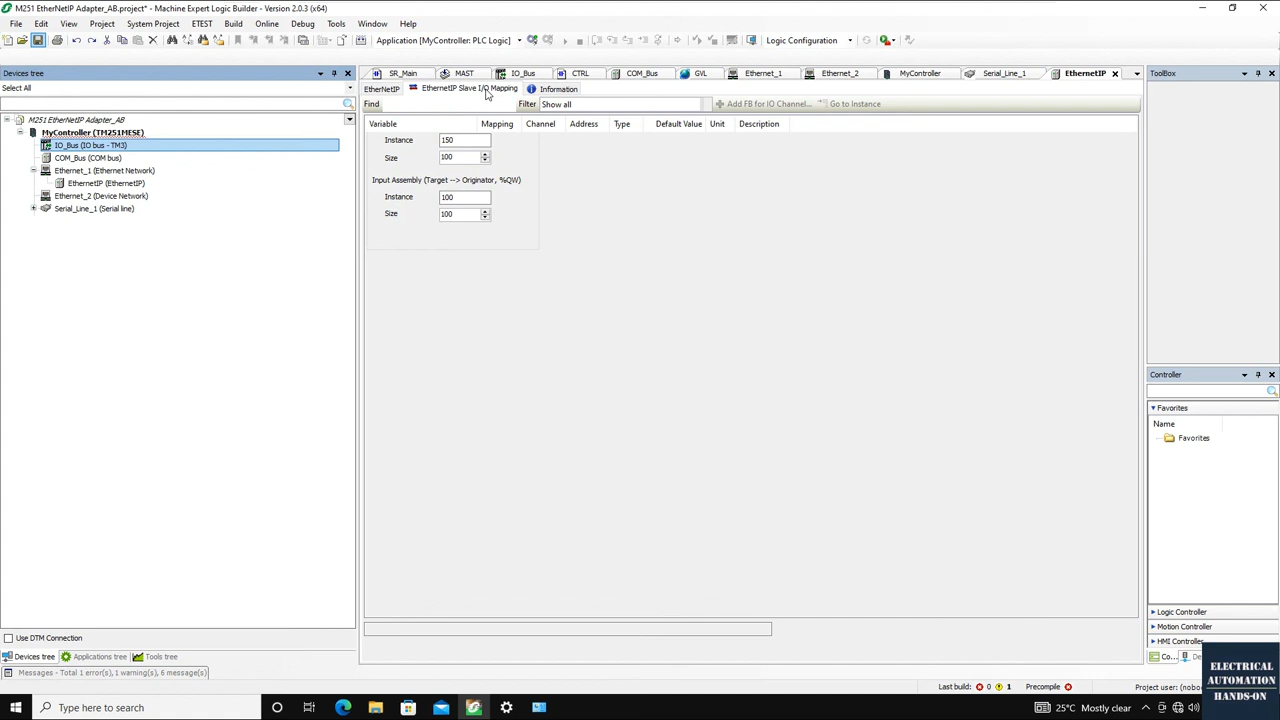 M251 EtherNetIP Adapter_AB.project* - Machine Expert Logic Builder - Version 2.0.3 (x64)
File Edit View Project System Project ETEST Build Online Debug Tools Window Help
Application [MyController: PLC Logic] Logic Configuration
Devices tree
SR_Main MAST IO_Bus CTRL COM_Bus GVL Ethernet_1 Ethernet_2 MyController Serial_Line_1 EthernetIP
ToolBox
Select All
EtherNetIP EthernetIP Slave I/O Mapping Information
Find Filter Show all Add FB for IO Channel... Go to Instance
M251 EtherNetIP Adapter_AB
MyController (TM251MESE)
IO_Bus (IO bus - TM3)
COM_Bus (COM bus)
Ethernet_1 (Ethernet Network)
EthernetIP (EthernetIP)
Ethernet_2 (Device Network)
Serial_Line_1 (Serial line)
Variable Mapping Channel Address Type Default Value Unit Description
Instance 150
Size 100
Input Assembly (Target --> Originator, %QW)
Instance 100
Size 100
Controller
Favorites
Name
Favorites
Logic Controller
Motion Controller
HMI Controller
Co...
Use DTM Connection
Devices tree Applications tree Tools tree
Messages - Total 1 error(s), 1 warning(s), 6 message(s)
Last build: 0 1 Precompile Project user: (nobo
ELECTRICAL
AUTOMATION
HANDS-ON
Type here to search
25°C Mostly clear